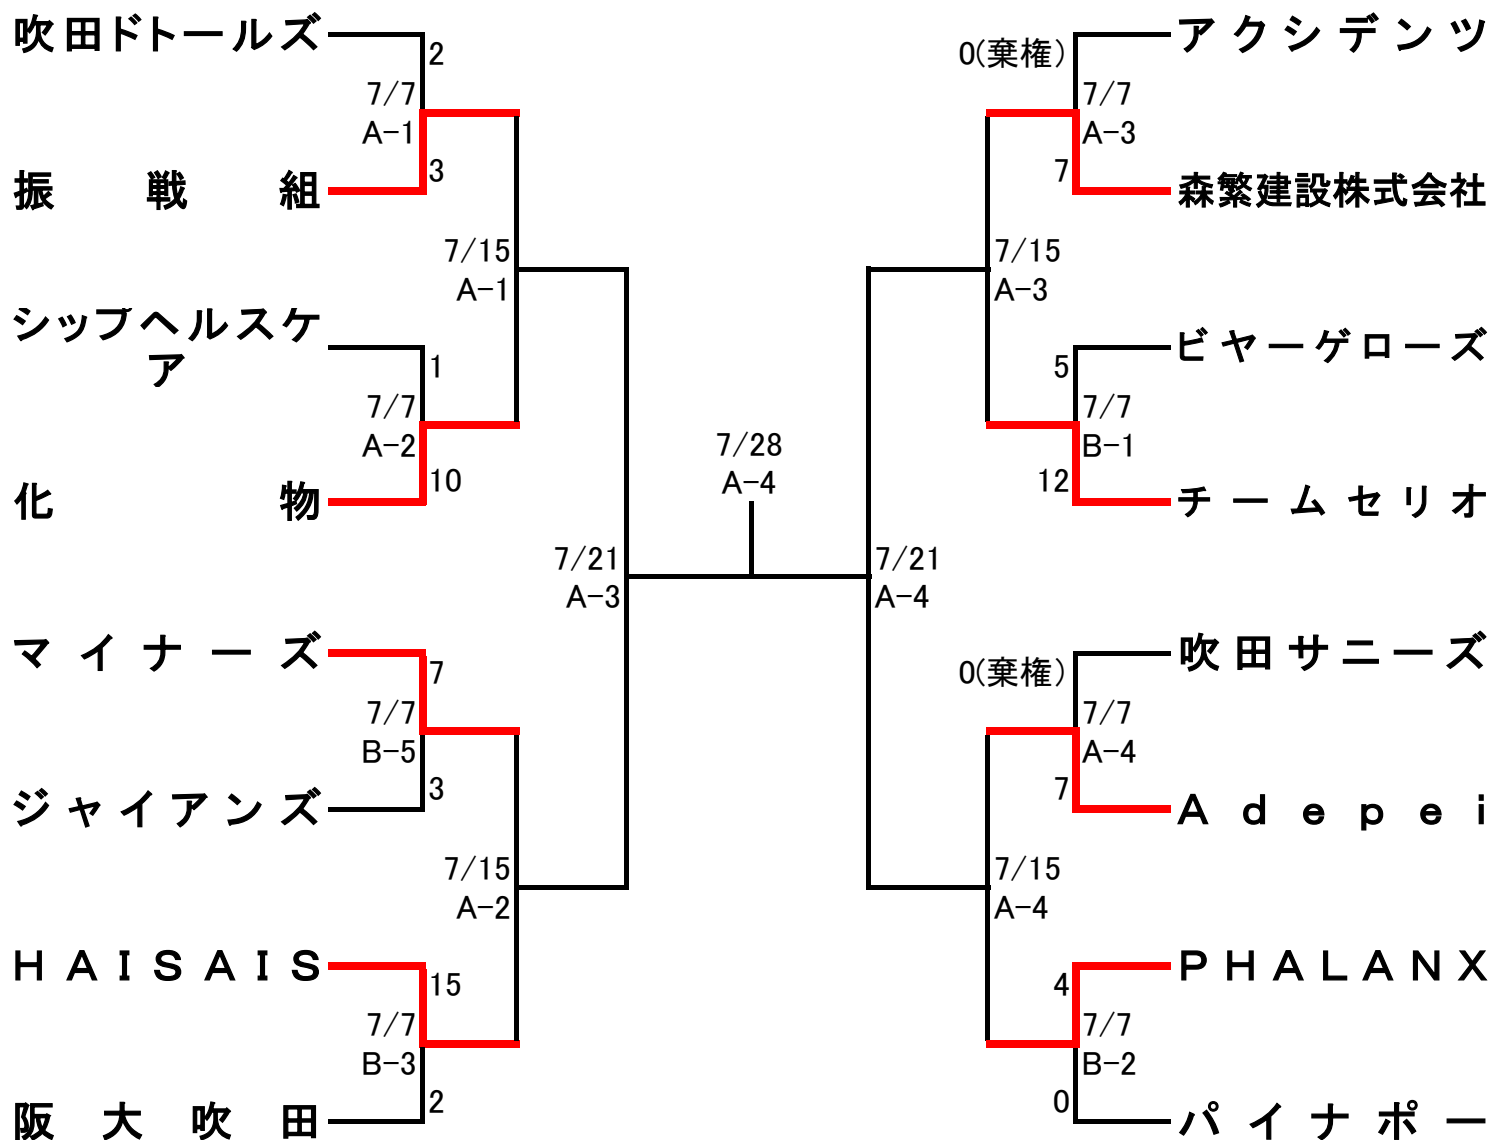 吹田ドトールズ
2
7/7
A-1
3
振戦組
7/15
A-1
シップヘルスケ
ア
1
7/7
A-2
10
化物
7/21
A-3
マイナーズ
7
7/7
B-5
3
ジャイアンズ
7/15
A-2
HAISAIS
15
7/7
B-3
2
阪大吹田
7/28
A-4
アクシデンツ
0(棄権)
7/7
A-3
7
森繁建設株式会社
7/15
A-3
ビヤーゲローズ
5
7/7
B-1
12
チームセリオ
7/21
A-4
吹田サニーズ
0(棄権)
7/7
A-4
7
Adepei
7/15
A-4
PHALANX
4
7/7
B-2
0
パイナポー